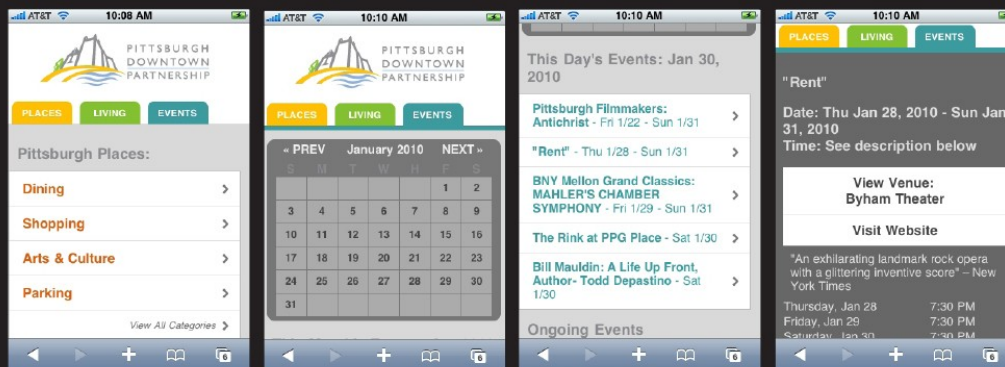 AT&T 10:08 AM
PITTSBURGH
DOWNTOWN
PARTNERSHIP
PLACES LIVING EVENTS
Pittsburgh Places:
Dining
Shopping
Arts & Culture
Parking
View All Categories
6
AT&T 10:10 AM
PITTSBURGH
DOWNTOWN
PARTNERSHIP
PLACES LIVING EVENTS
« PREV January 2010 NEXT »
S M T W H F S
1 2
3 4 5 6 7 8 9
10 11 12 13 14 15 16
17 18 19 20 21 22 23
24 25 26 27 28 29 30
31
6
AT&T 10:10 AM
This Day's Events: Jan 30,
2010
Pittsburgh Filmmakers:
Antichrist - Fri 1/22 - Sun 1/31
"Rent" - Thu 1/28 - Sun 1/31
BNY Mellon Grand Classics:
MAHLER'S CHAMBER
SYMPHONY - Fri 1/29 - Sun 1/31
The Rink at PPG Place - Sat 1/30
Bill Mauldin: A Life Up Front,
Author- Todd Depastino - Sat
1/30
Ongoing Events
6
AT&T 10:10 AM
PLACES LIVING EVENTS
"Rent"
Date: Thu Jan 28, 2010 - Sun Jan
31, 2010
Time: See description below
View Venue:
Byham Theater
Visit Website
"An exhilarating landmark rock opera
with a glittering inventive score" – New
York Times
Thursday, Jan 28 7:30 PM
Friday, Jan 29 7:30 PM
Saturday, Jan 30 7:30 PM
6